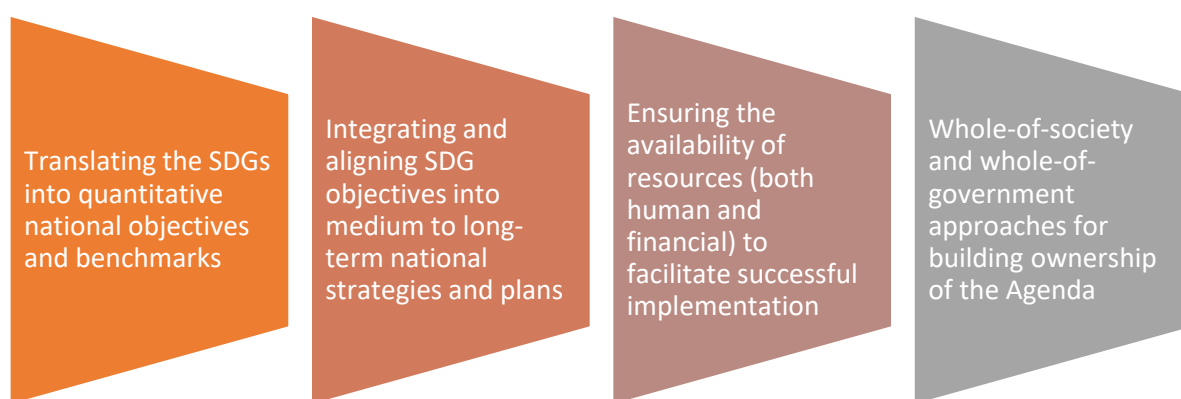 Translating the SDGs
into quantitative
national objectives
and benchmarks
Integrating and
aligning SDG
objectives into
medium to long-
term national
strategies and plans
Ensuring the
availability of
resources (both
human and
financial) to
facilitate successful
implementation
Whole-of-society
and whole-of-
government
approaches for
building ownership
of the Agenda